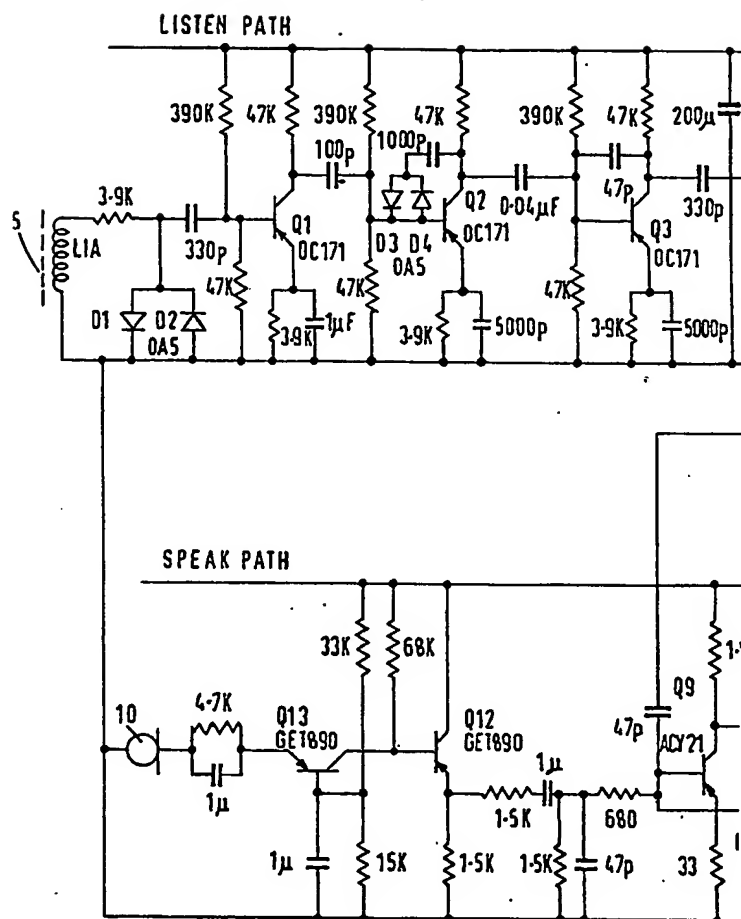 LISTEN PATH
390K
47K
390K
47K
390K
47K
200μ
100p
1000p
3·9K
5
L1A
330p
Q1
OC171
D3 D4
OA5
Q2
OC171
0·04μF
47p
330p
Q3
OC171
D1
D2
OA5
47K
3·9K
1μF
47K
3·9K
5000p
47K
3·9K
5000p
SPEAK PATH
33K
68K
Q9
10
4·7K
1μ
Q13
GET890
Q12
GET890
47p
ACY21
1μ
15K
1·5K
1·5K
1μ
1·5K
47p
680
33